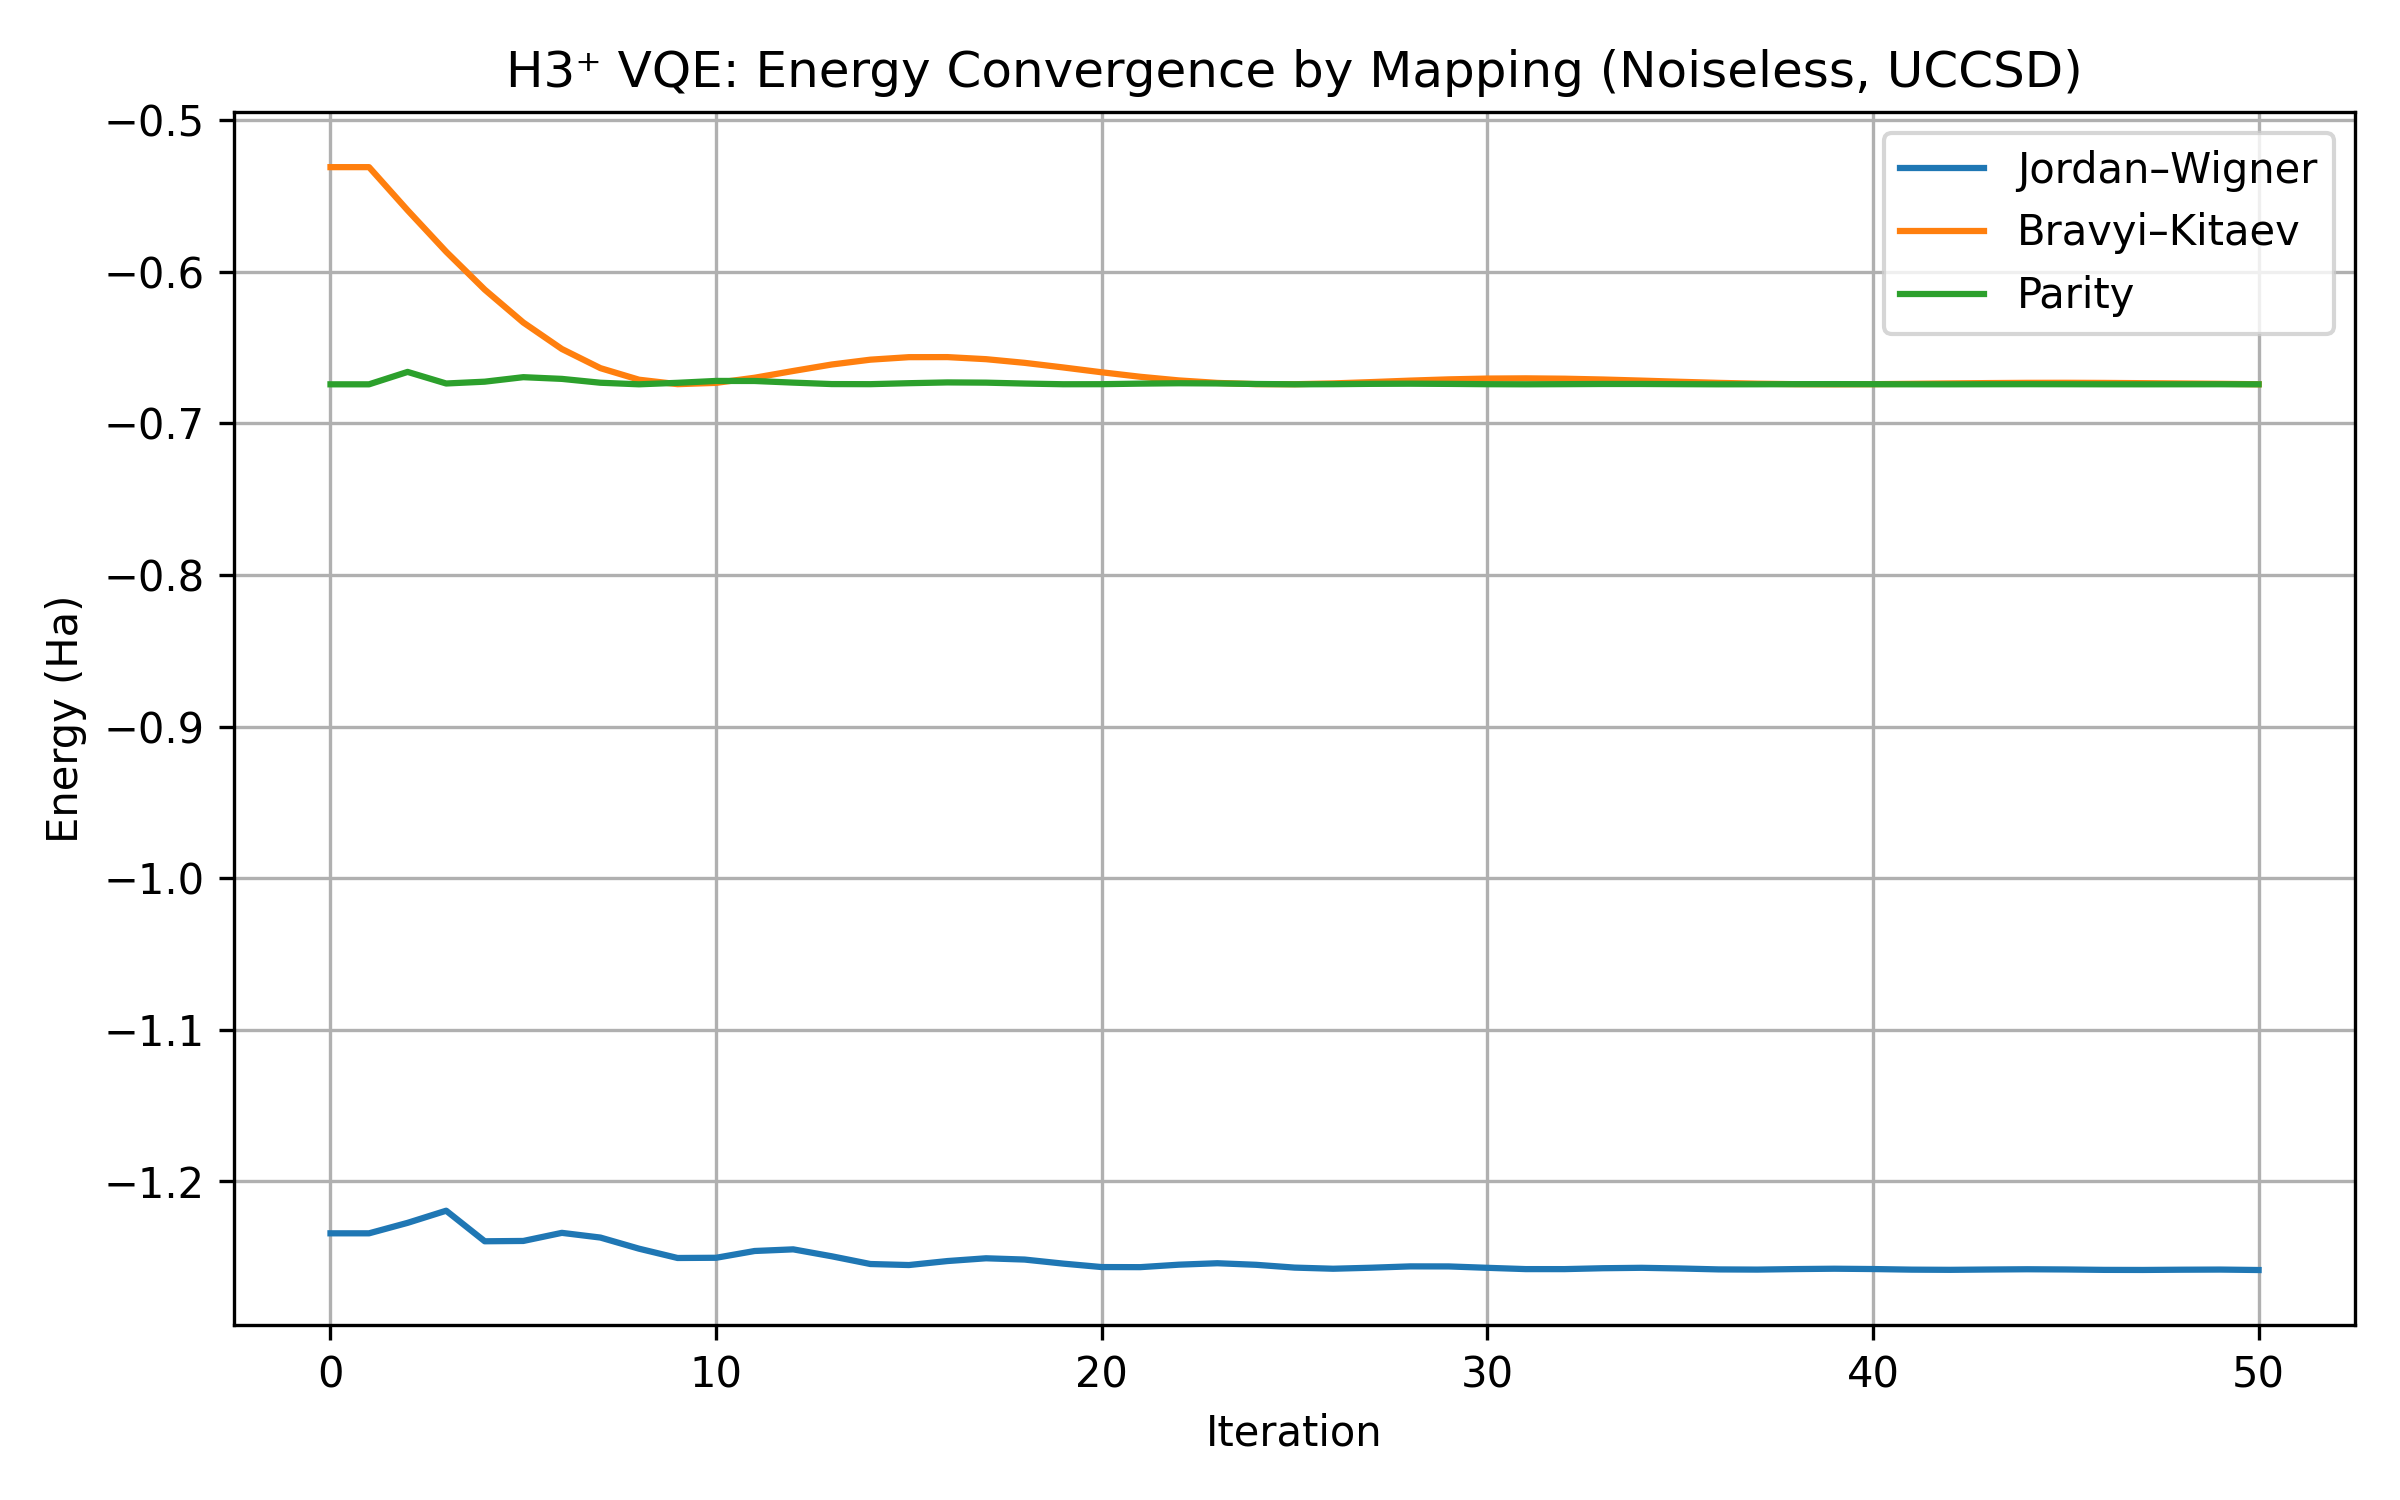 H3⁺ VQE: Energy Convergence by Mapping (Noiseless, UCCSD)
Jordan–Wigner
Bravyi–Kitaev
Parity
Energy (Ha)
−0.5
−0.6
−0.7
−0.8
−0.9
−1.0
−1.1
−1.2
0 10 20 30 40 50
Iteration